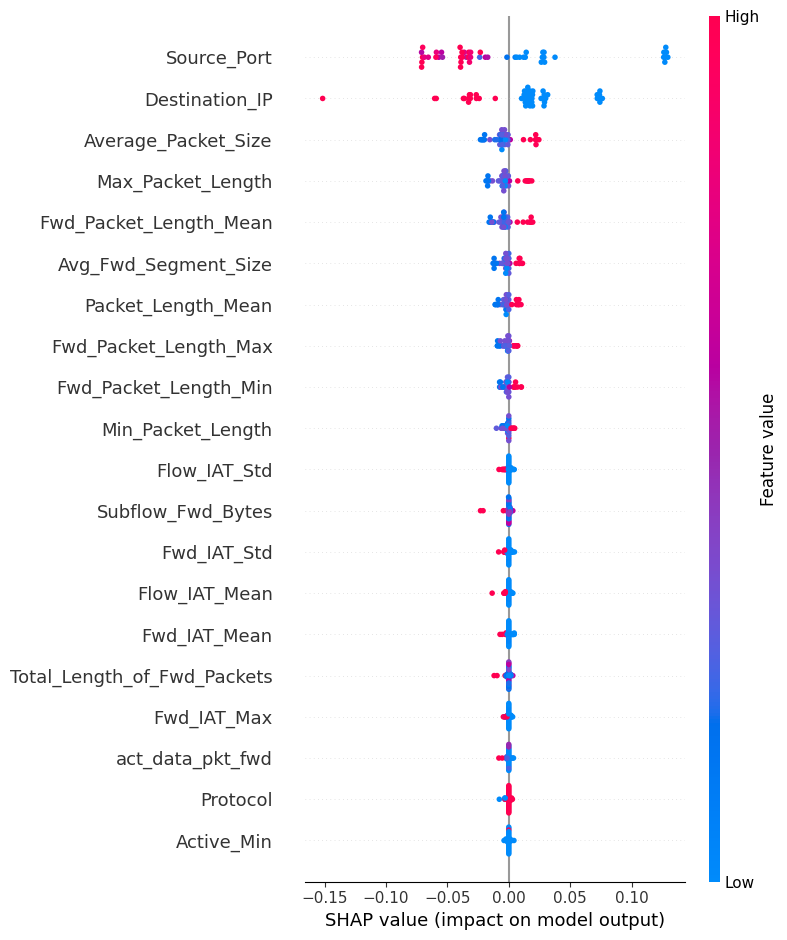 High
Source_Port
Destination_IP
Average_Packet_Size
Max_Packet_Length
Fwd_Packet_Length_Mean
Avg_Fwd_Segment_Size
Packet_Length_Mean
Fwd_Packet_Length_Max
Fwd_Packet_Length_Min
Min_Packet_Length
Flow_IAT_Std
Subflow_Fwd_Bytes
Fwd_IAT_Std
Flow_IAT_Mean
Fwd_IAT_Mean
Total_Length_of_Fwd_Packets
Fwd_IAT_Max
act_data_pkt_fwd
Protocol
Active_Min
Feature value
Low
−0.15 −0.10 −0.05 0.00 0.05 0.10
SHAP value (impact on model output)